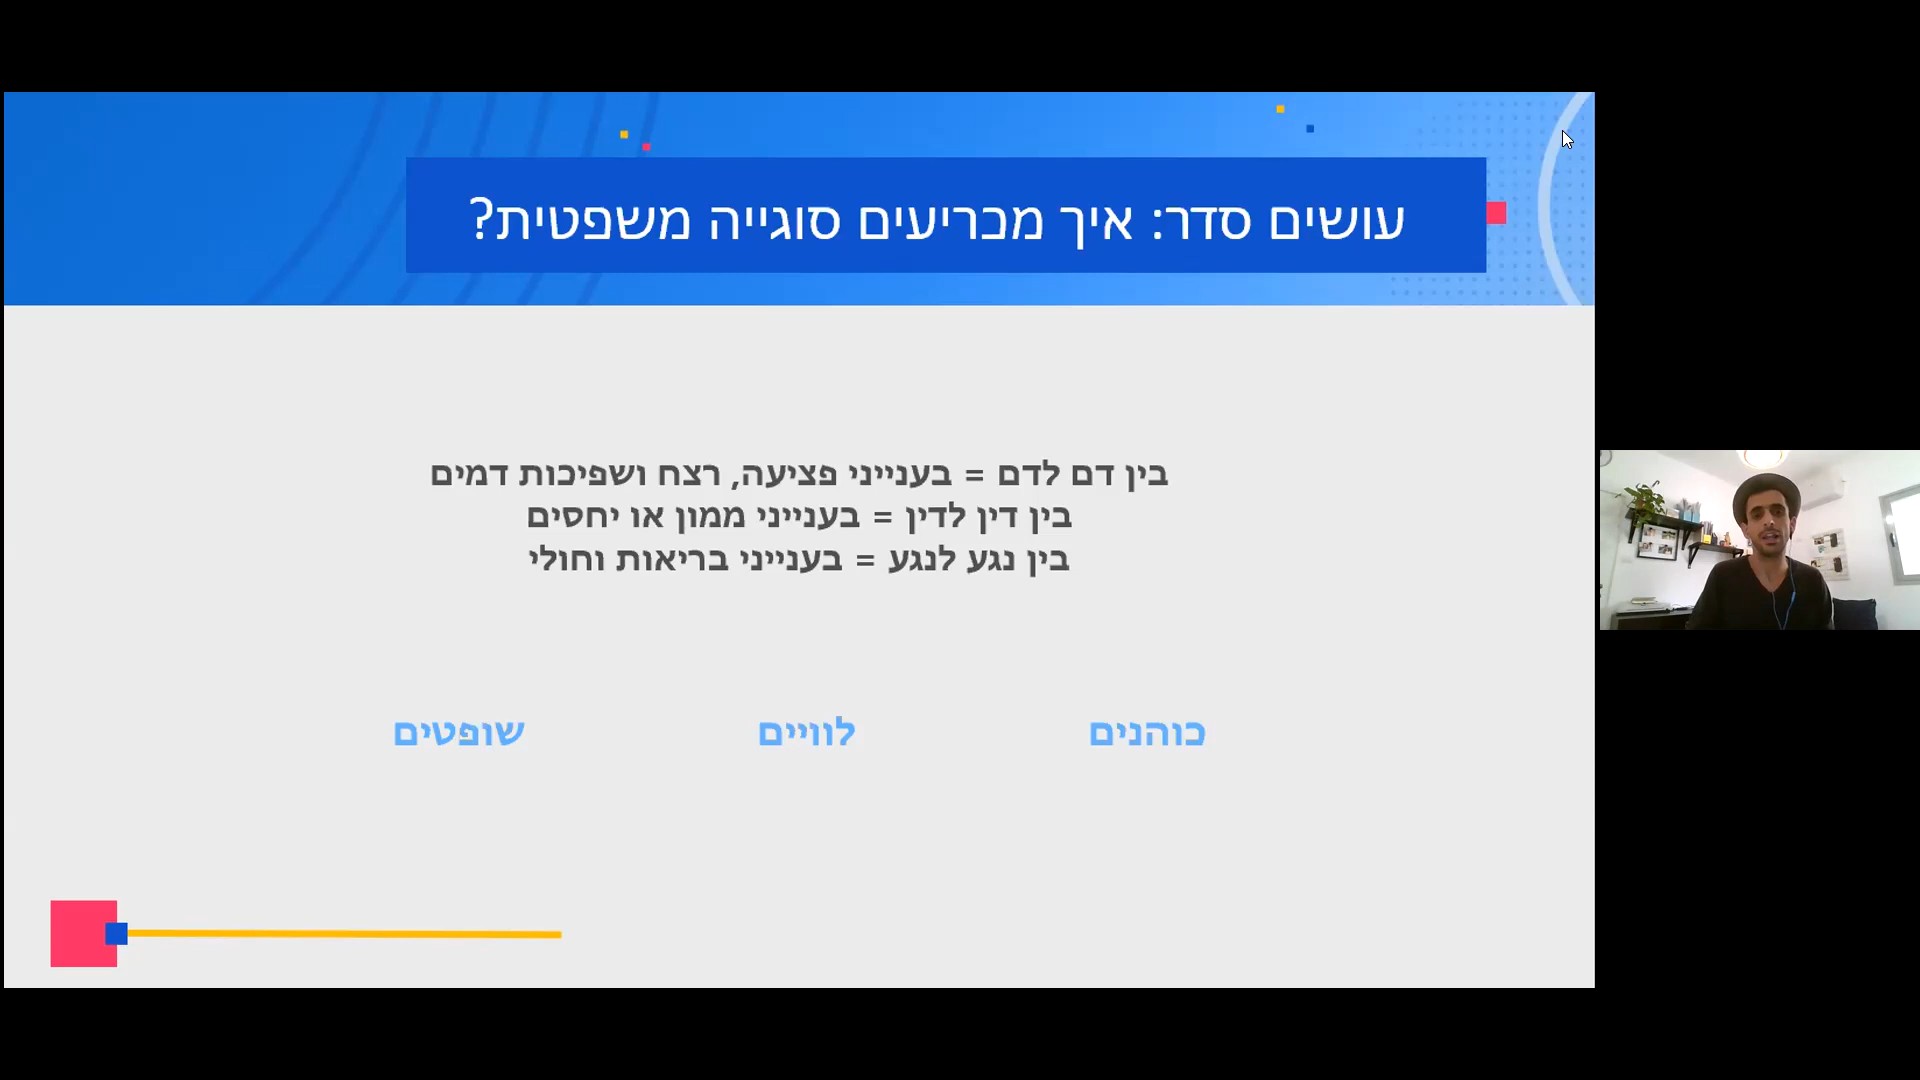 עושים סדר: איך מכריעים סוגייה משפטית?
בין דם לדם = בענייני פציעה, רצח ושפיכות דמים
בין דין לדין = בענייני ממון או יחסים
בין נגע לנגע = בענייני בריאות וחולי
כוהנים לוויים שופטים